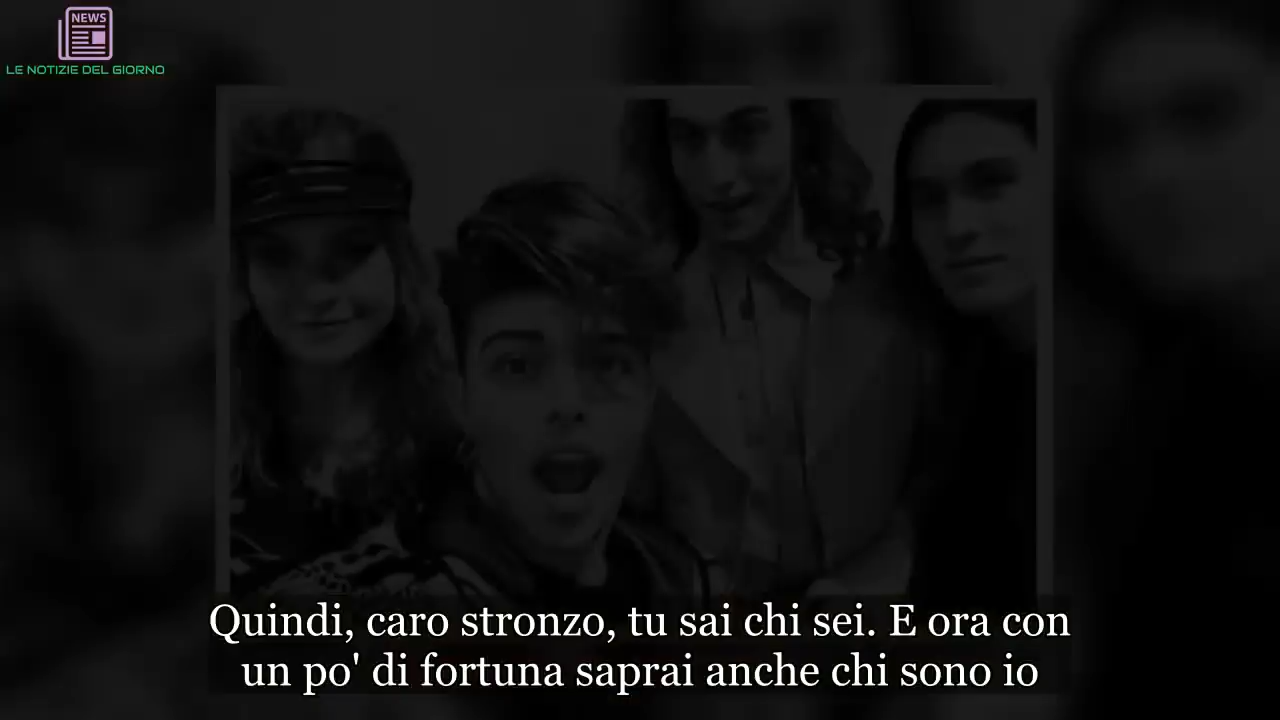 NEWS
LE NOTIZIE DEL GIORNO
Quindi, caro stronzo, tu sai chi sei. E ora con
un po' di fortuna saprai anche chi sono io